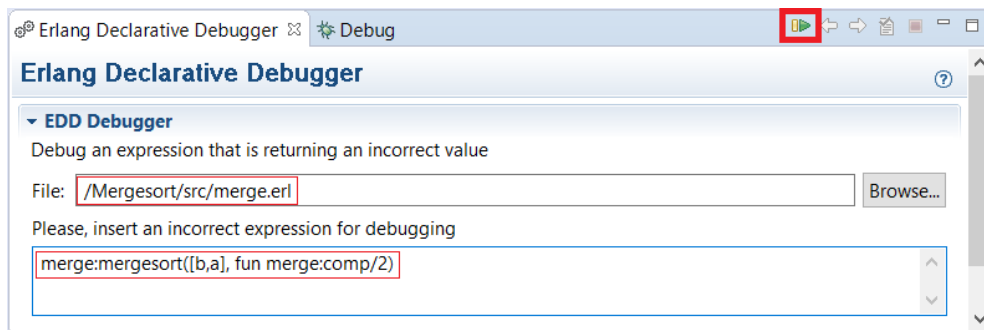 Erlang Declarative Debugger Debug
Erlang Declarative Debugger
EDD Debugger
Debug an expression that is returning an incorrect value
File: /Mergesort/src/merge.erl Browse...
Please, insert an incorrect expression for debugging
merge:mergesort([b,a], fun merge:comp/2)